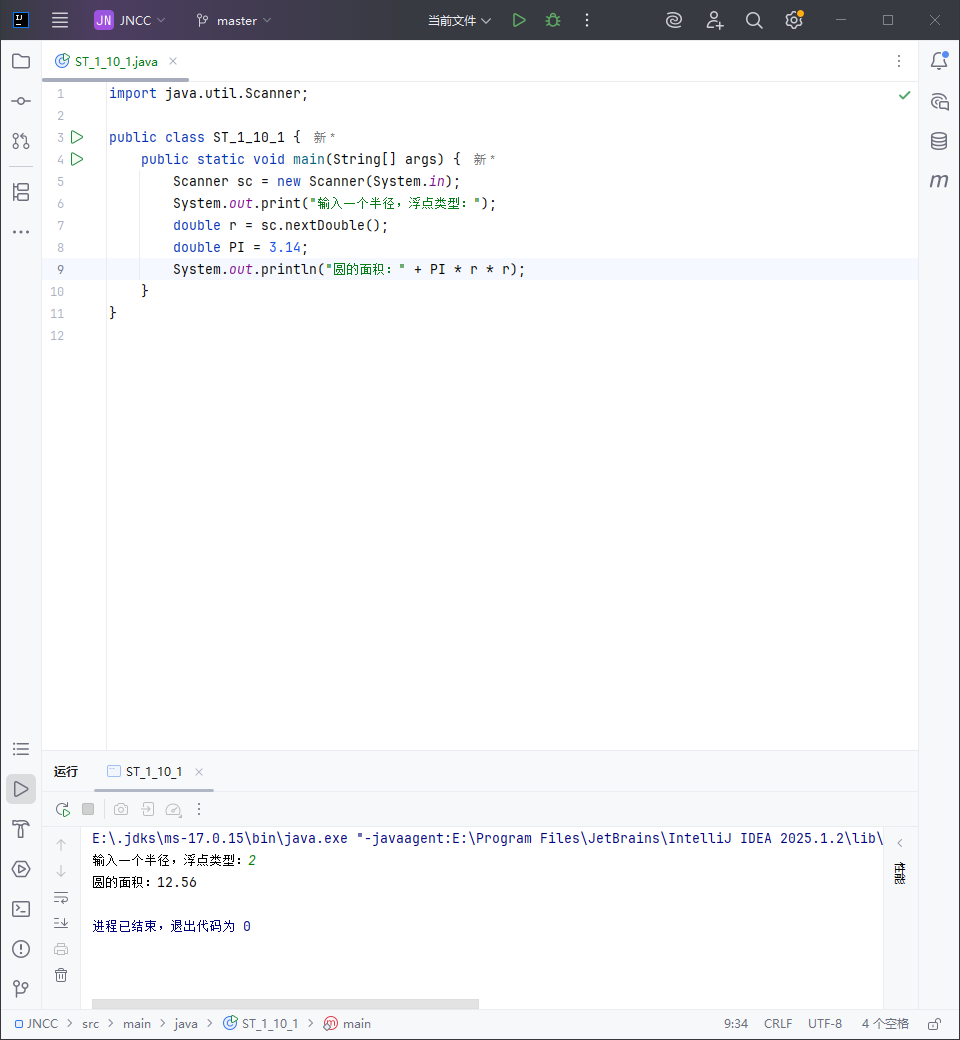 JN JNCC master 当前文件
ST_1_10_1.java
1 import java.util.Scanner;
2
3 public class ST_1_10_1 { 新 *
4 public static void main(String[] args) { 新 *
5 Scanner sc = new Scanner(System.in);
6 System.out.print("输入一个半径，浮点类型：");
7 double r = sc.nextDouble();
8 double PI = 3.14;
9 System.out.println("圆的面积：" + PI * r * r);
10 }
11 }
12
运行 ST_1_10_1
E:\.jdks\ms-17.0.15\bin\java.exe "-javaagent:E:\Program Files\JetBrains\IntelliJ IDEA 2025.1.2\lib\
输入一个半径，浮点类型：2
圆的面积：12.56
进程已结束，退出代码为 0
性能
JNCC > src > main > java > ST_1_10_1 > main 9:34 CRLF UTF-8 4 个空格